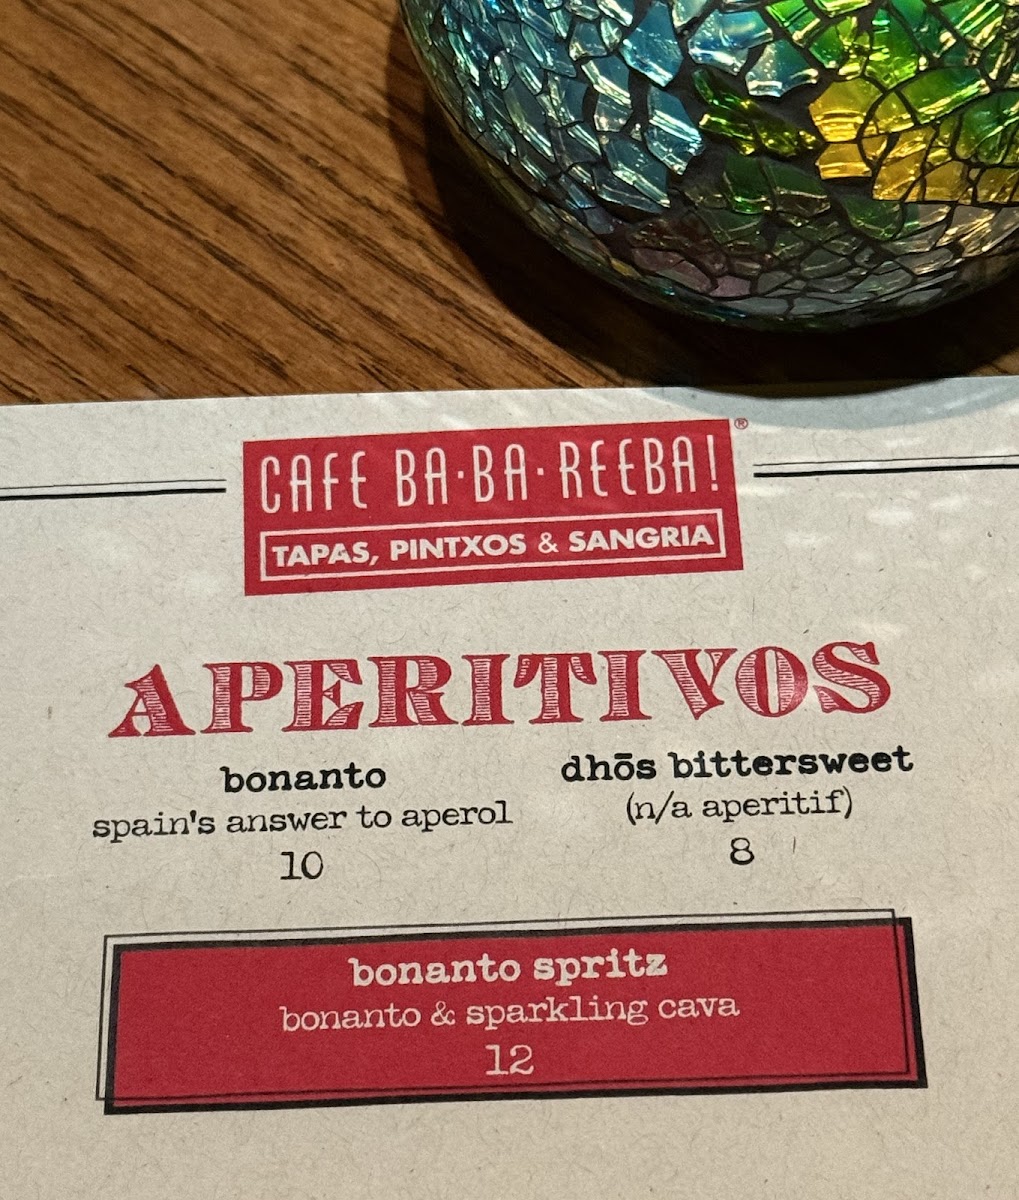 CAFE BA·BA·REEBA!®
TAPAS, PINTXOS & SANGRIA
APERITIVOS
bonanto
spain's answer to aperol
10
dhōs bittersweet
(n/a aperitif)
8
bonanto spritz
bonanto & sparkling cava
12